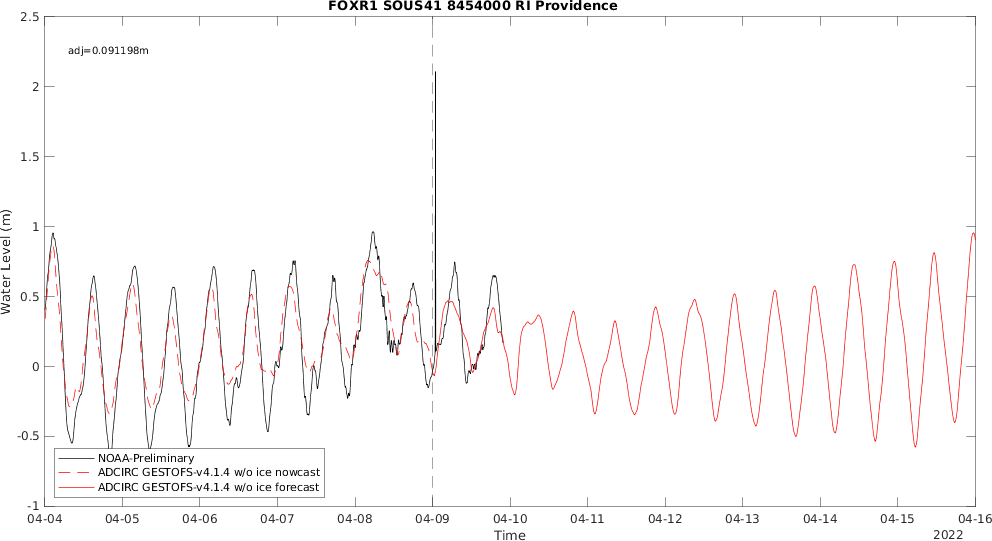 FOXR1 SOUS41 8454000 RI Providence
adj=0.091198m
2.5
2
1.5
1
0.5
0
-0.5
-1
Water Level (m)
NOAA-Preliminary
ADCIRC GESTOFS-v4.1.4 w/o ice nowcast
ADCIRC GESTOFS-v4.1.4 w/o ice forecast
04-04 04-05 04-06 04-07 04-08 04-09 04-10 04-11 04-12 04-13 04-14 04-15 04-16
Time
2022